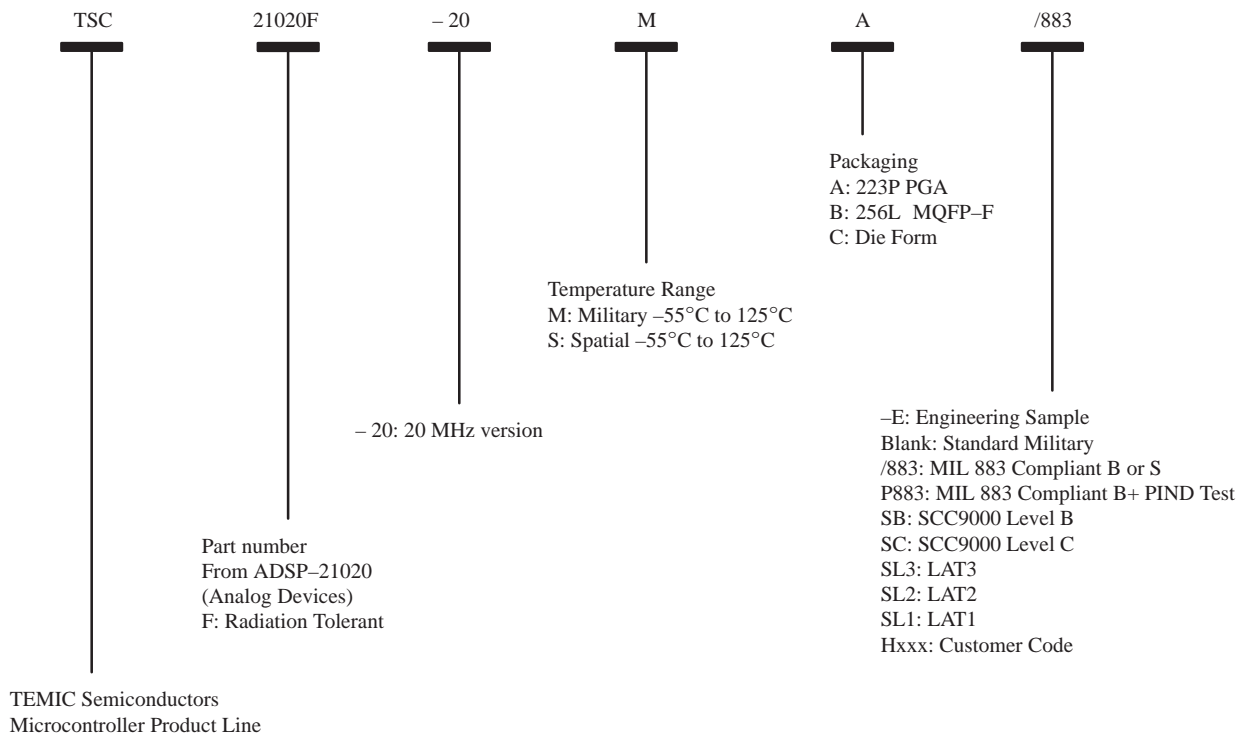 TSC 21020F – 20 M A /883
Packaging
A: 223P PGA
B: 256L MQFP–F
C: Die Form
Temperature Range
M: Military –55°C to 125°C
S: Spatial –55°C to 125°C
–E: Engineering Sample
Blank: Standard Military
/883: MIL 883 Compliant B or S
P883: MIL 883 Compliant B+ PIND Test
SB: SCC9000 Level B
SC: SCC9000 Level C
SL3: LAT3
SL2: LAT2
SL1: LAT1
Hxxx: Customer Code
– 20: 20 MHz version
Part number
From ADSP–21020
(Analog Devices)
F: Radiation Tolerant
TEMIC Semiconductors
Microcontroller Product Line